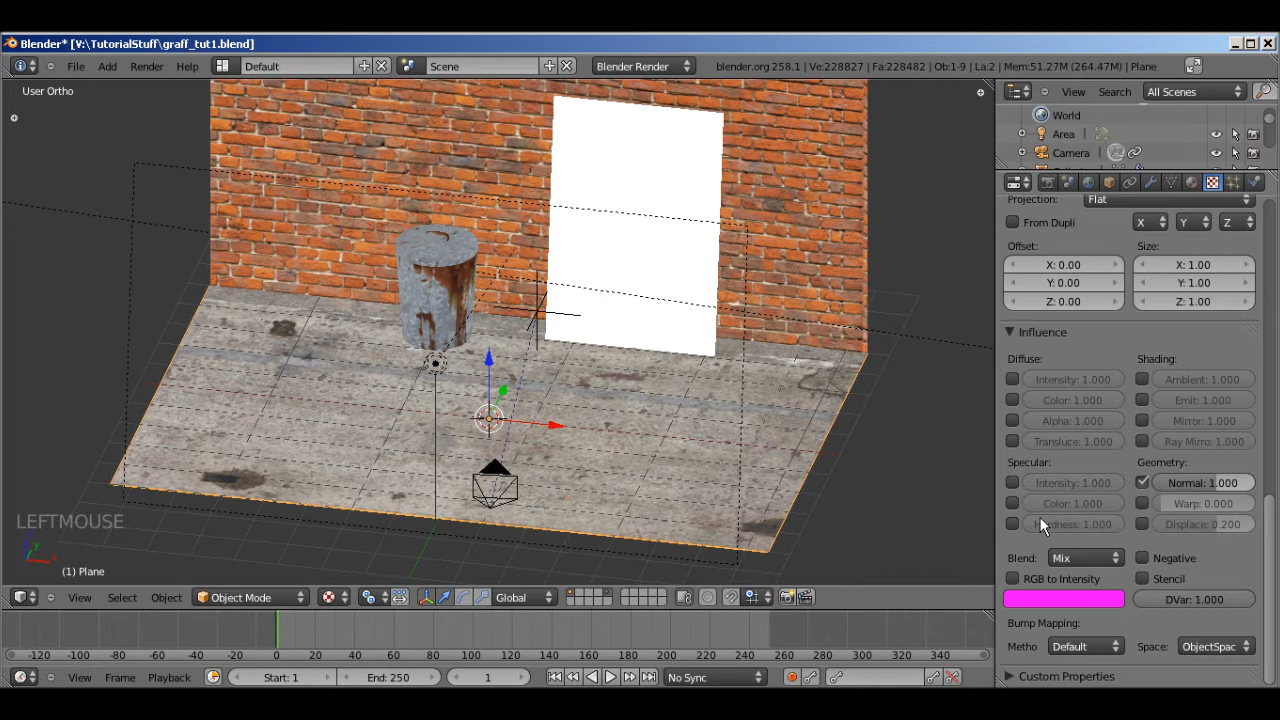 Blender* [V:\TutorialStuff\graff_tut1.blend]
File Add Render Help Default Scene Blender Render blender.org 258.1 | Ve:228827 | Fa:228482 | Ob:1-9 | La:2 | Mem:51.27M (264.47M) | Plane
User Ortho
View Search All Scenes
World
Area
Camera
Projection: Flat
From Dupli X Y Z
Offset: Size:
X: 0.00 X: 1.00
Y: 0.00 Y: 1.00
Z: 0.00 Z: 1.00
Influence
Diffuse: Shading:
Intensity: 1.000 Ambient: 1.000
Color: 1.000 Emit: 1.000
Alpha: 1.000 Mirror: 1.000
Transluce: 1.000 Ray Mirro: 1.000
Specular: Geometry:
Intensity: 1.000 Normal: 1.000
Color: 1.000 Warp: 0.000
Hardness: 1.000 Displace: 0.200
LEFTMOUSE
Blend: Mix Negative
RGB to Intensity Stencil
DVar: 1.000
Bump Mapping:
Metho Default Space: ObjectSpac
Custom Properties
y
x
(1) Plane
View Select Object Object Mode Global
-120 -100 -80 -60 -40 -20 0 20 40 60 80 100 120 140 160 180 200 220 240 260 280 300 320 340
View Frame Playback Start: 1 End: 250 1 No Sync